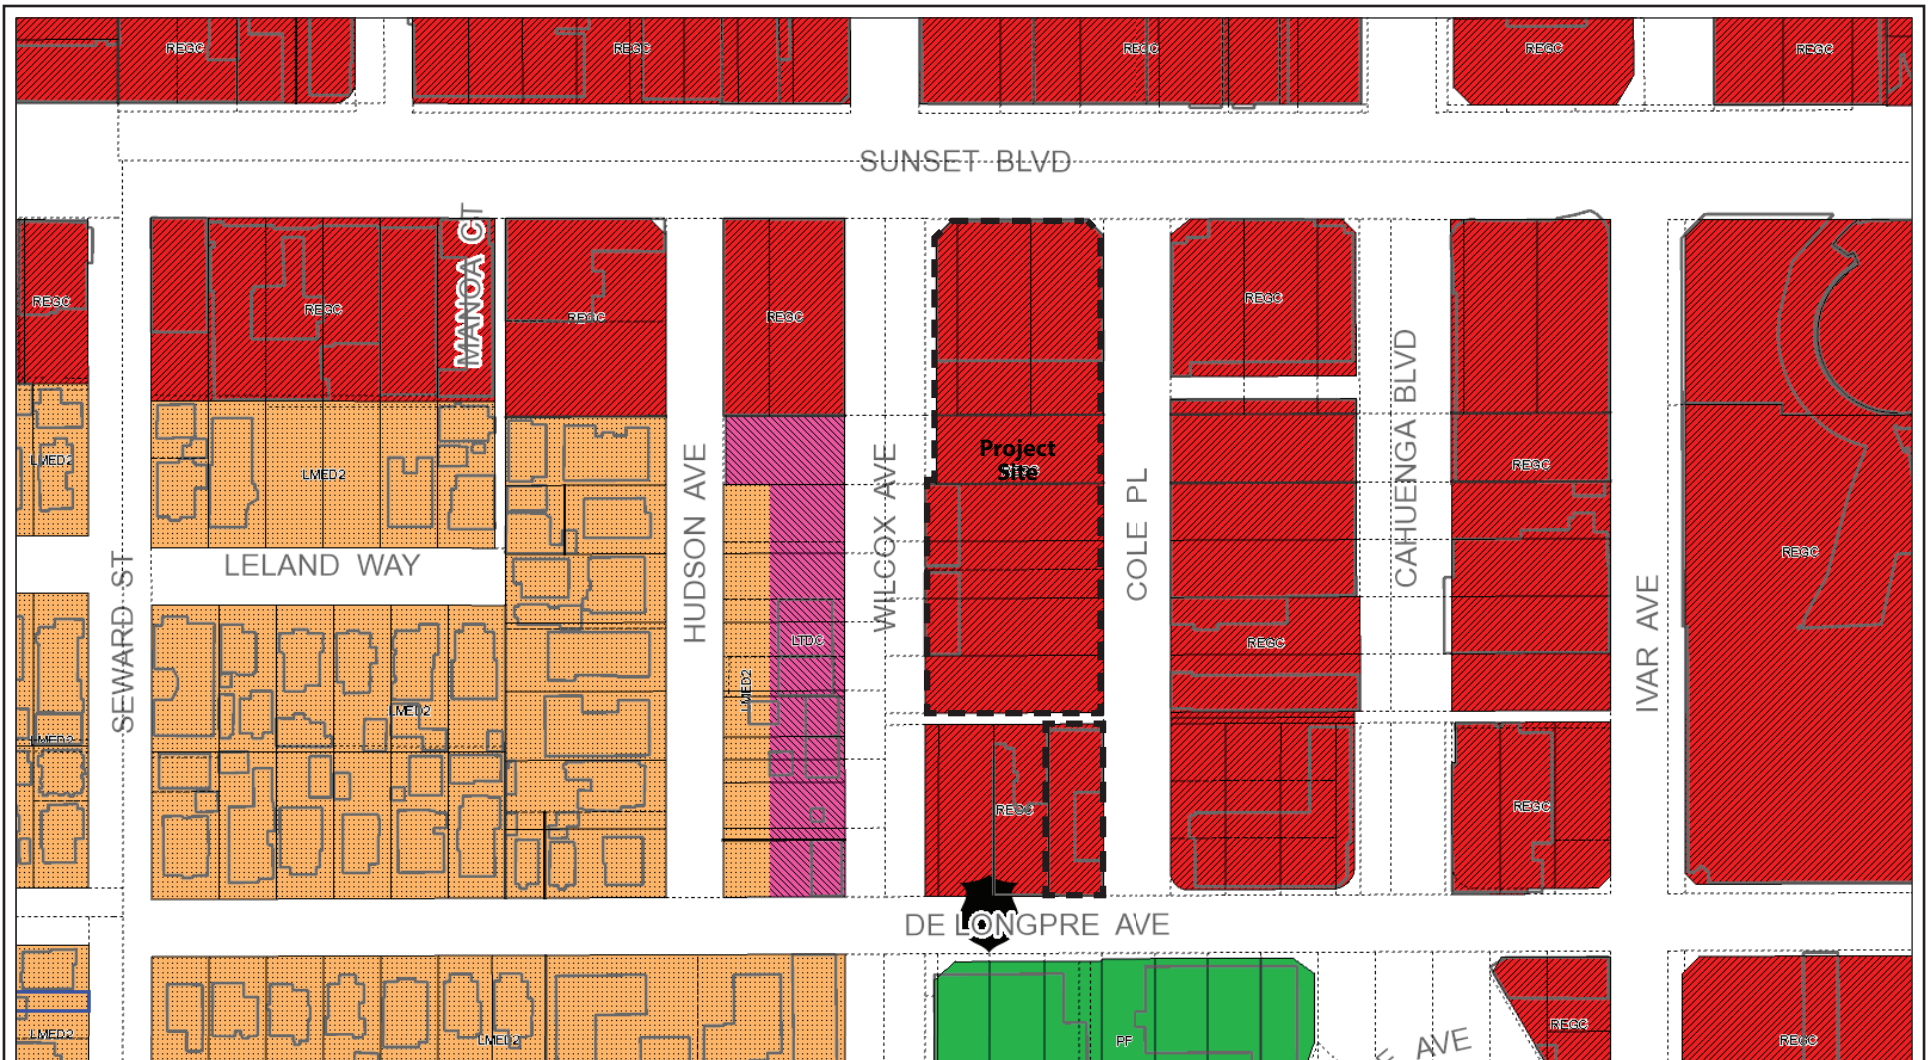 REGC
REGC
REGC
REGC
REGC
SUNSET BLVD
MANOA CT
REGC
REGC
REGC
REGC
REGC
CAHUENGA BLVD
Project
Site
LMED2
LMED2
HUDSON AVE
WILCOX AVE
COLE PL
REGC
SEWARD ST
LELAND WAY
REGC
IVAR AVE
LTDC
REGC
LMED2
LMED2
LMED2
REGC
REGC
DE LONGPRE AVE
LMED2
LMED2
PF
AVE
REGC
REGC